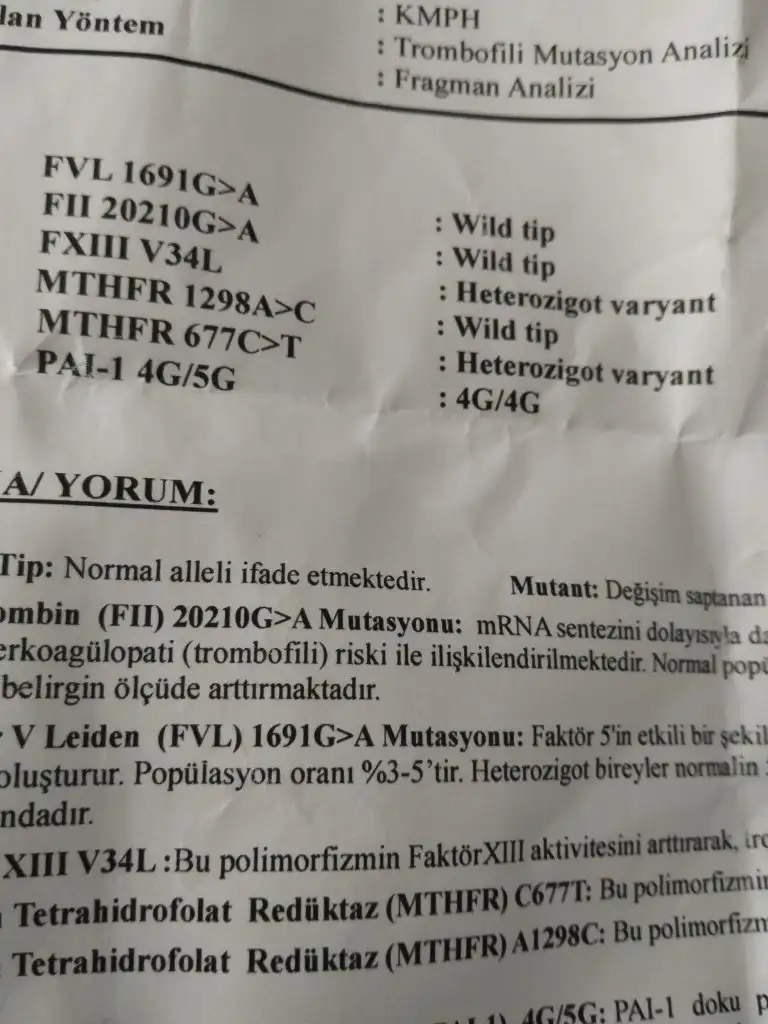 lan Yöntem : KMPH
: Trombofili Mutasyon Analizi
: Fragman Analizi
FVL 1691G>A : Wild tip
FII 20210G>A : Wild tip
FXIII V34L : Heterozigot varyant
MTHFR 1298A>C : Wild tip
MTHFR 677C>T : Heterozigot varyant
PAI-1 4G/5G : 4G/4G
A/ YORUM:
Tip: Normal alleli ifade etmektedir. Mutant: Değişim saptanan
ombin (FII) 20210G>A Mutasyonu: mRNA sentezini dolayısıyla da
erkoagülopati (trombofili) riski ile ilişkilendirilmektedir. Normal popü
belirgin ölçüde arttırmaktadır.
V Leiden (FVL) 1691G>A Mutasyonu: Faktör 5'in etkili bir şekil
oluşturur. Popülasyon oranı %3-5'tir. Heterozigot bireyler normalin
ndadır.
XIII V34L :Bu polimorfizmin FaktörXIII aktivitesini arttırarak,
Tetrahidrofolat Redüktaz (MTHFR) C677T: Bu polimorfizmin
Tetrahidrofolat Redüktaz (MTHFR) A1298C: Bu polimorfizm
4G/5G: PAI-1 doku p